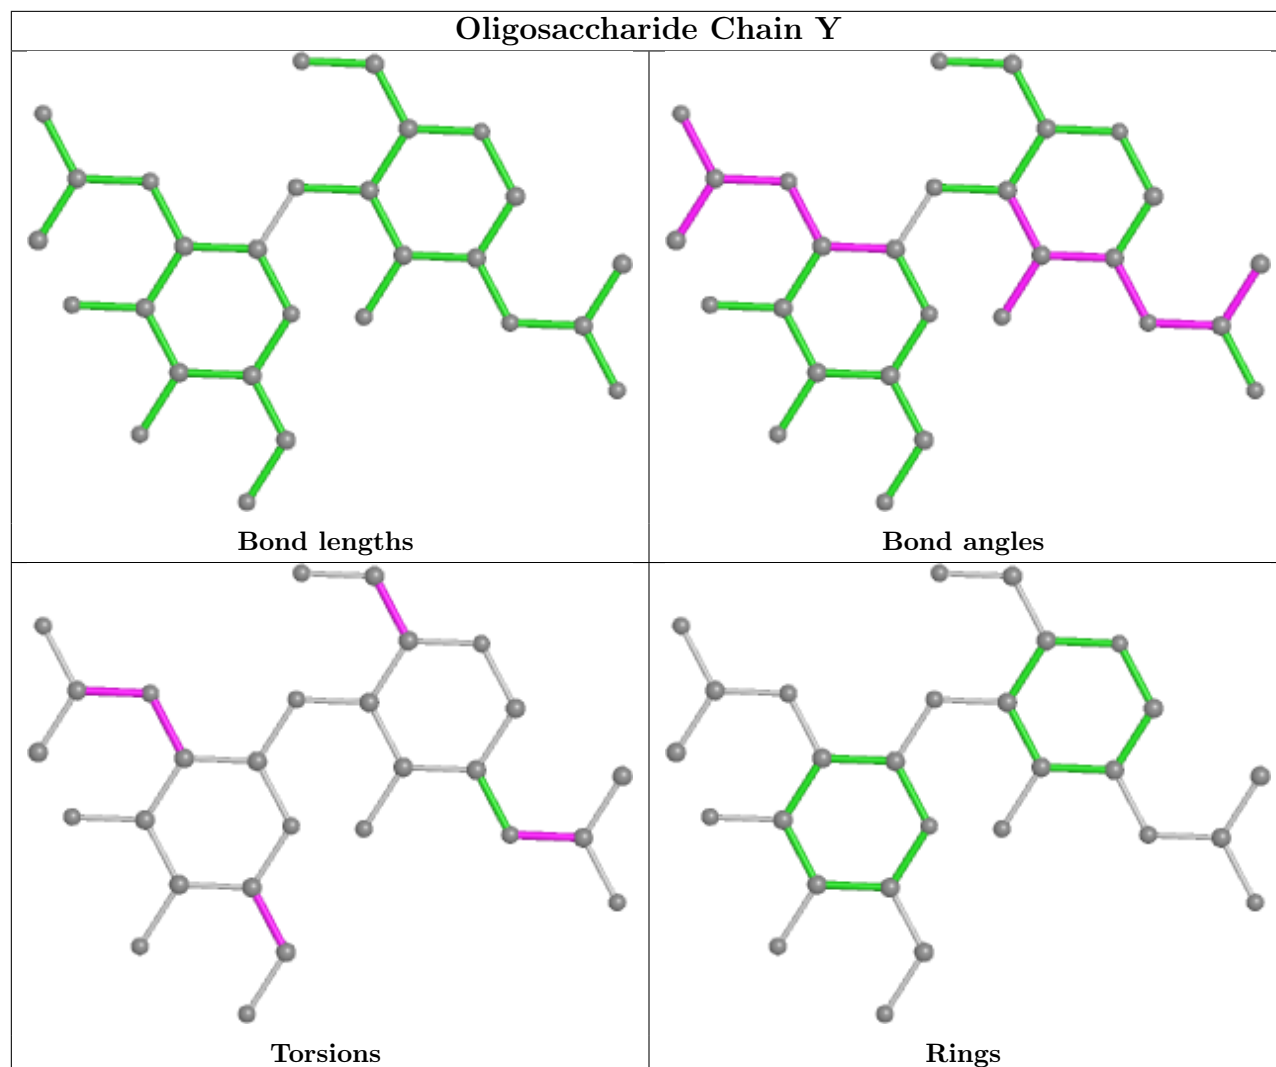 Oligosaccharide Chain Y
Bond lengths
Bond angles
Torsions
Rings